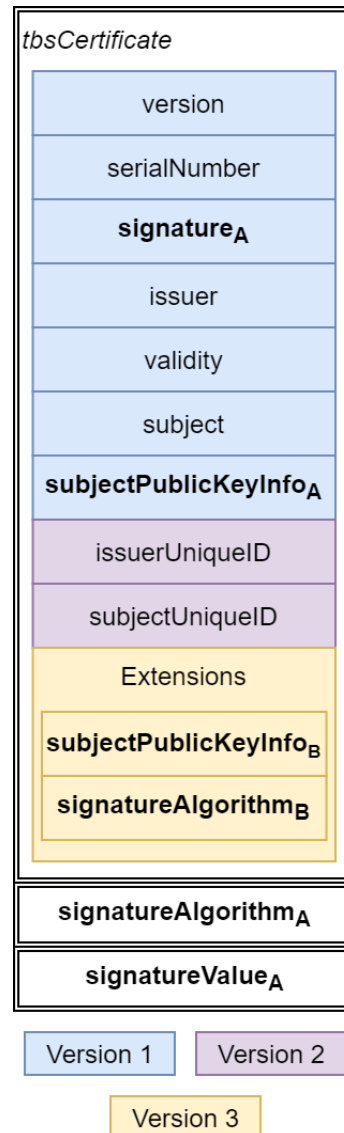 tbsCertificate
version
serialNumber
signatureA
issuer
validity
subject
subjectPublicKeyInfoA
issuerUniqueID
subjectUniqueID
Extensions
subjectPublicKeyInfoB
signatureAlgorithmB
signatureAlgorithmA
signatureValueA
Version 1 Version 2
Version 3